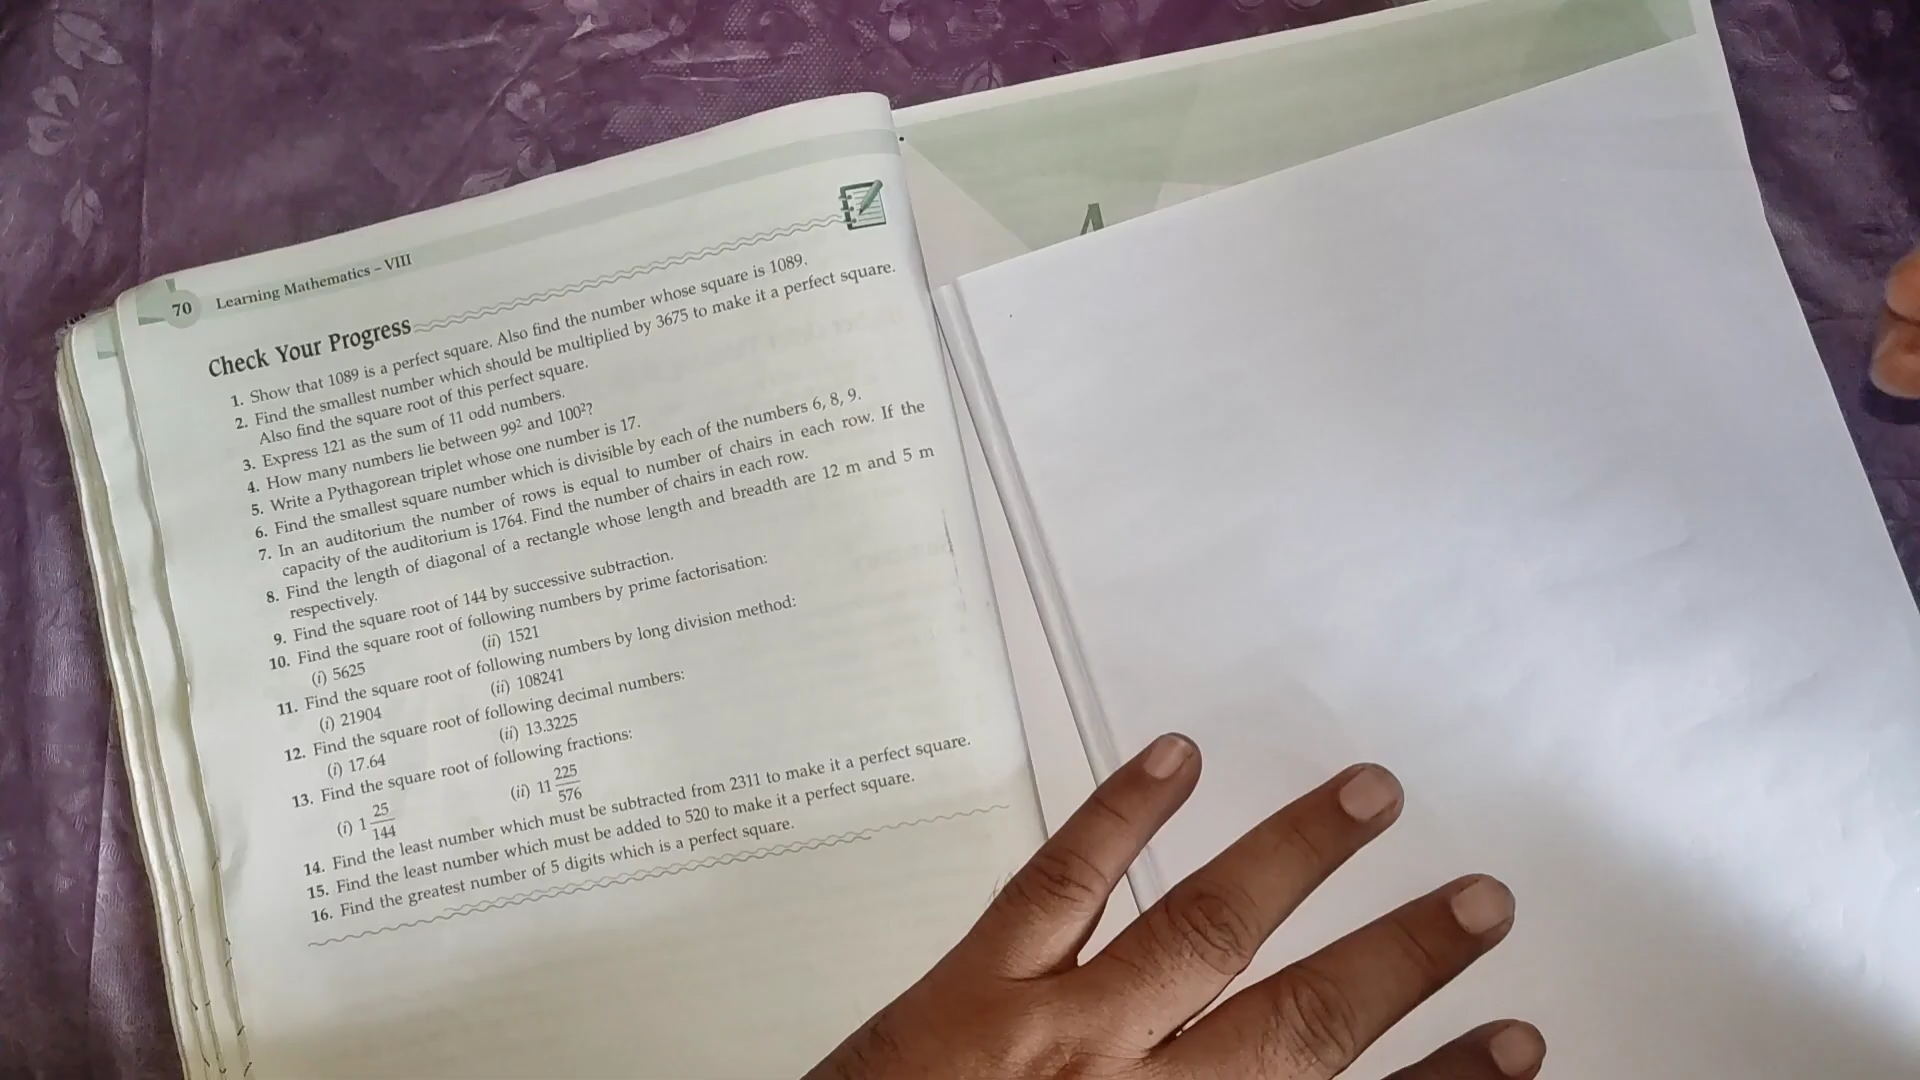 70 Learning Mathematics – VIII
Check Your Progress
1. Show that 1089 is a perfect square. Also find the number whose square is 1089.
2. Find the smallest number which should be multiplied by 3675 to make it a perfect square.
Also find the square root of this perfect square.
3. Express 121 as the sum of 11 odd numbers.
4. How many numbers lie between 99² and 100²?
5. Write a Pythagorean triplet whose one number is 17.
6. Find the smallest square number which is divisible by each of the numbers 6, 8, 9.
7. In an auditorium the number of rows is equal to number of chairs in each row. If the
capacity of the auditorium is 1764. Find the number of chairs in each row.
8. Find the length of diagonal of a rectangle whose length and breadth are 12 m and 5 m
respectively.
9. Find the square root of 144 by successive subtraction.
10. Find the square root of following numbers by prime factorisation:
(i) 5625 (ii) 1521
11. Find the square root of following numbers by long division method:
(i) 21904 (ii) 108241
12. Find the square root of following decimal numbers:
(i) 17.64 (ii) 13.3225
13. Find the square root of following fractions:
(i) 1 25/144 (ii) 11 225/576
14. Find the least number which must be subtracted from 2311 to make it a perfect square.
15. Find the least number which must be added to 520 to make it a perfect square.
16. Find the greatest number of 5 digits which is a perfect square.